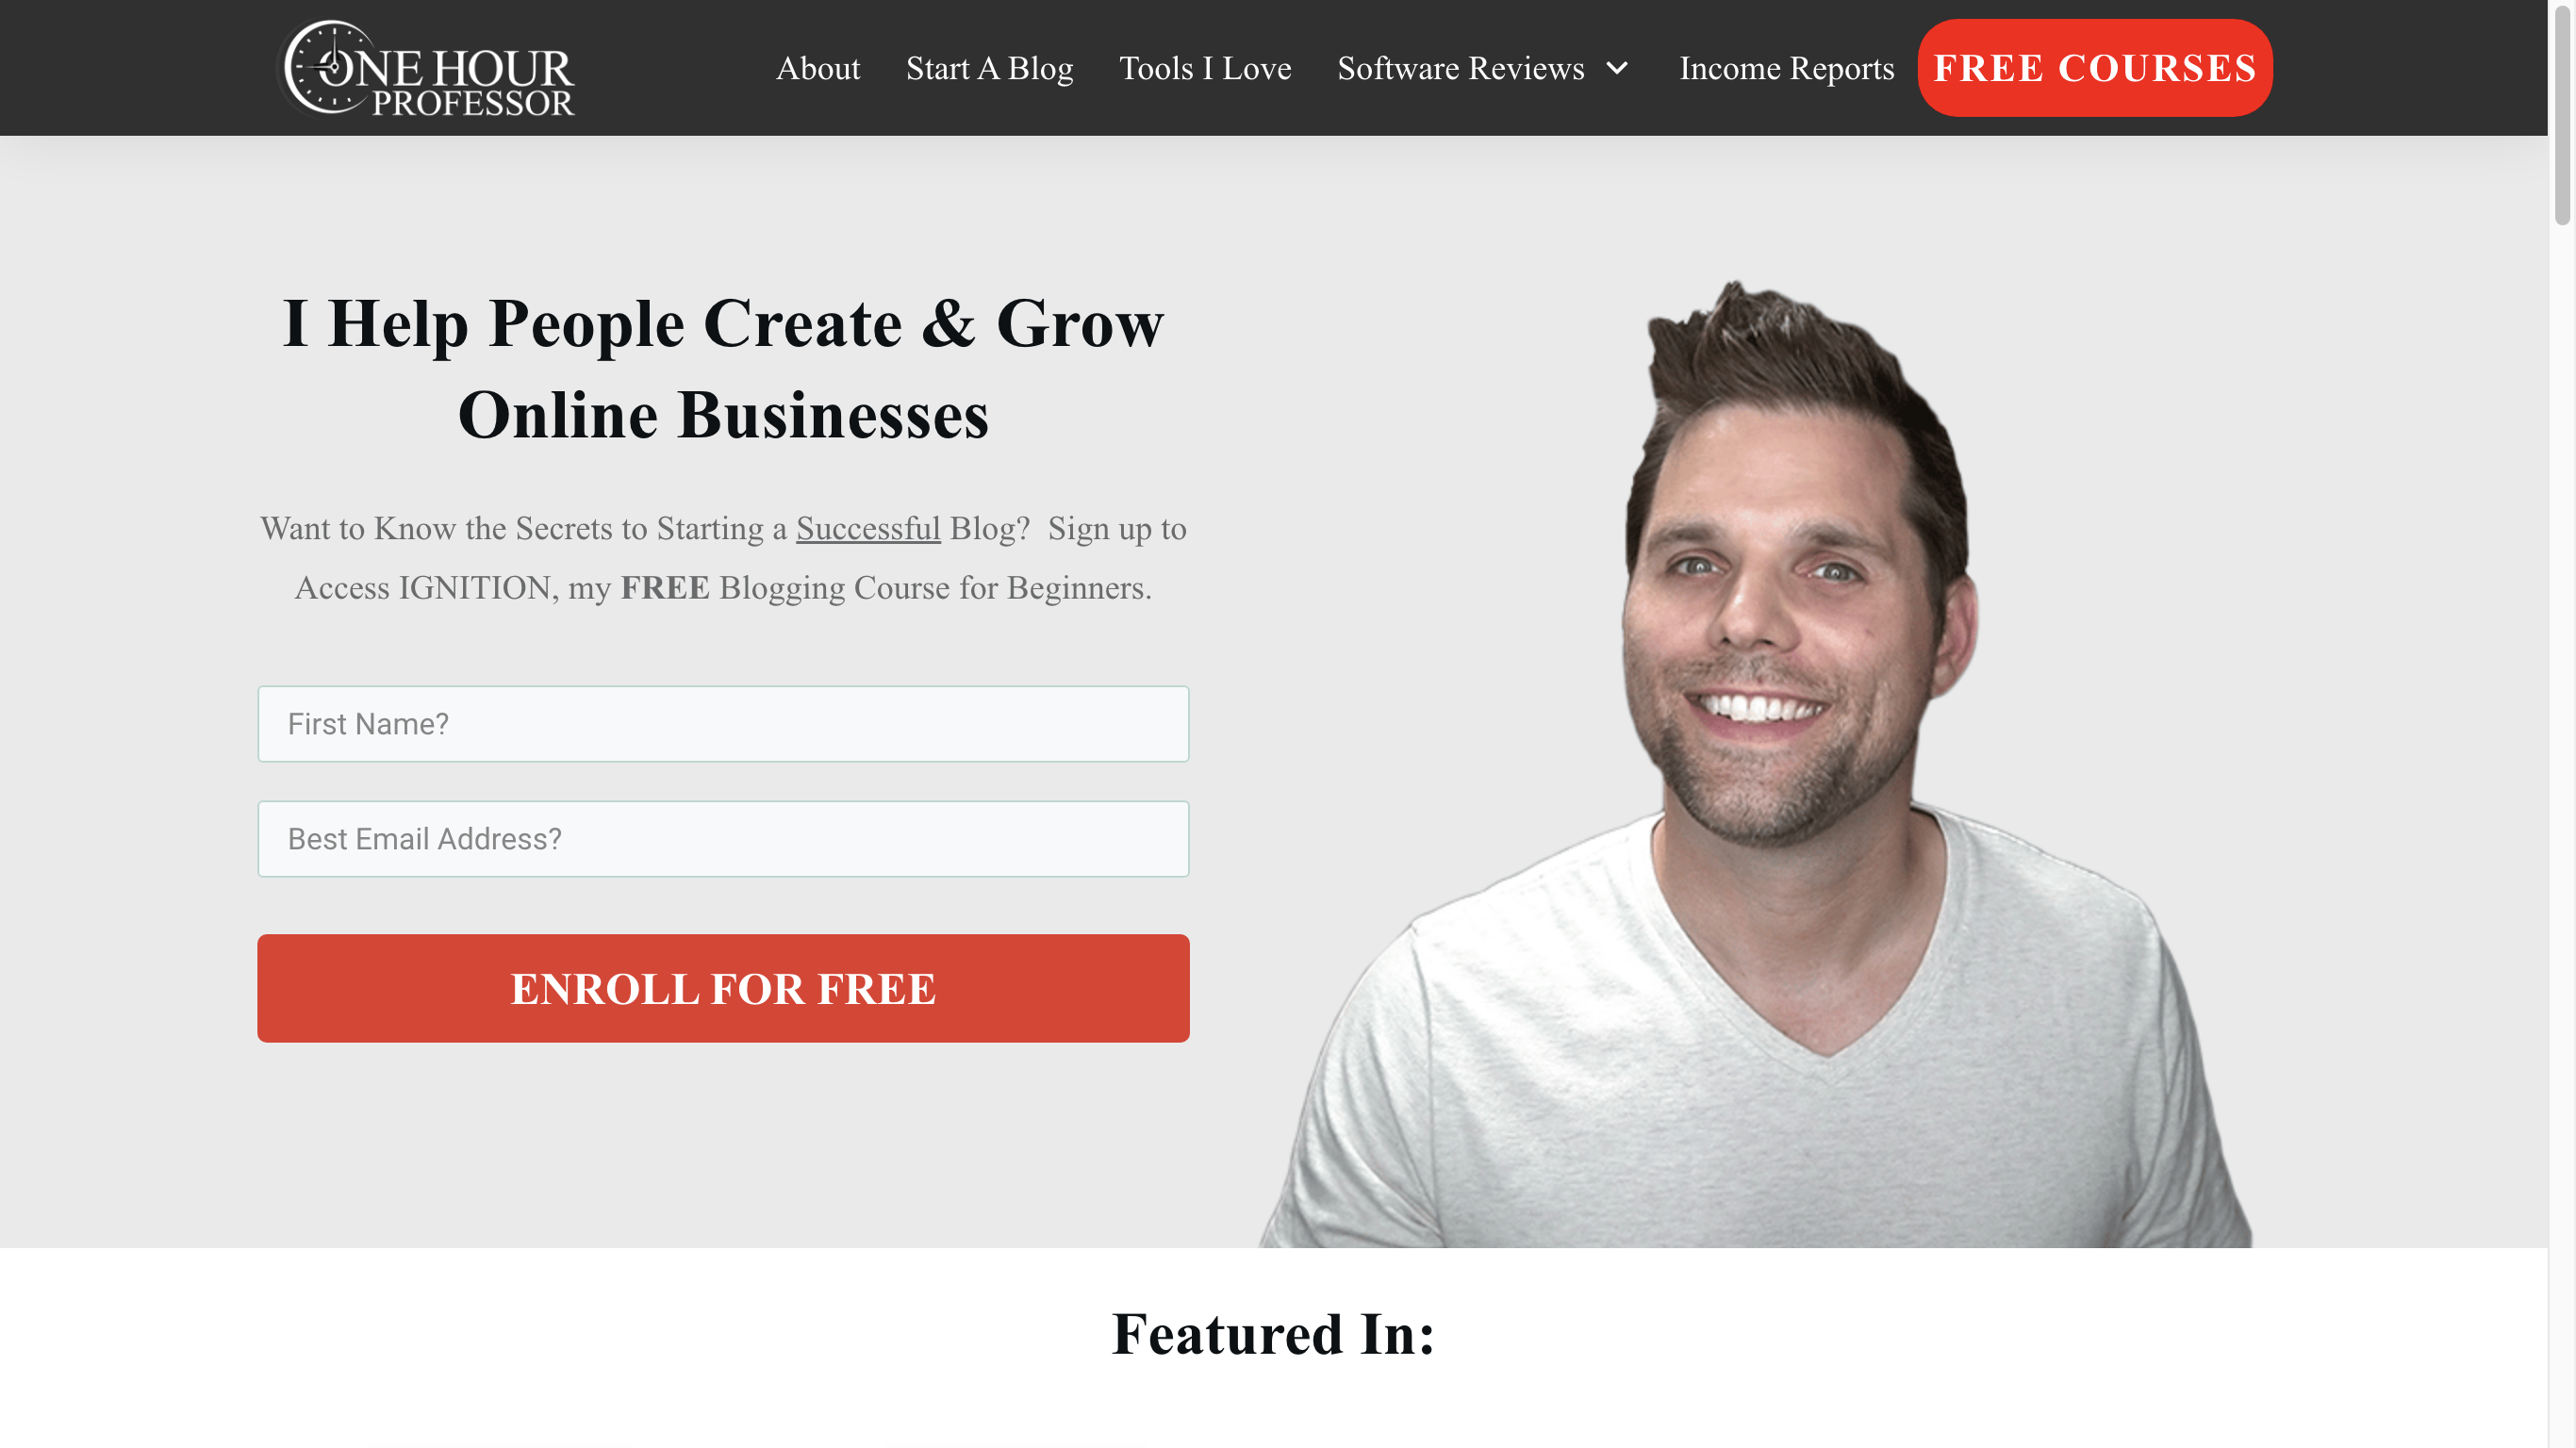 ONE HOUR
PROFESSOR
About
Start A Blog
Tools I Love
Software Reviews
Income Reports
FREE COURSES
I Help People Create & Grow
Online Businesses
Want to Know the Secrets to Starting a Successful Blog?  Sign up to
Access IGNITION, my FREE Blogging Course for Beginners.
First Name?
Best Email Address?
ENROLL FOR FREE
Featured In: